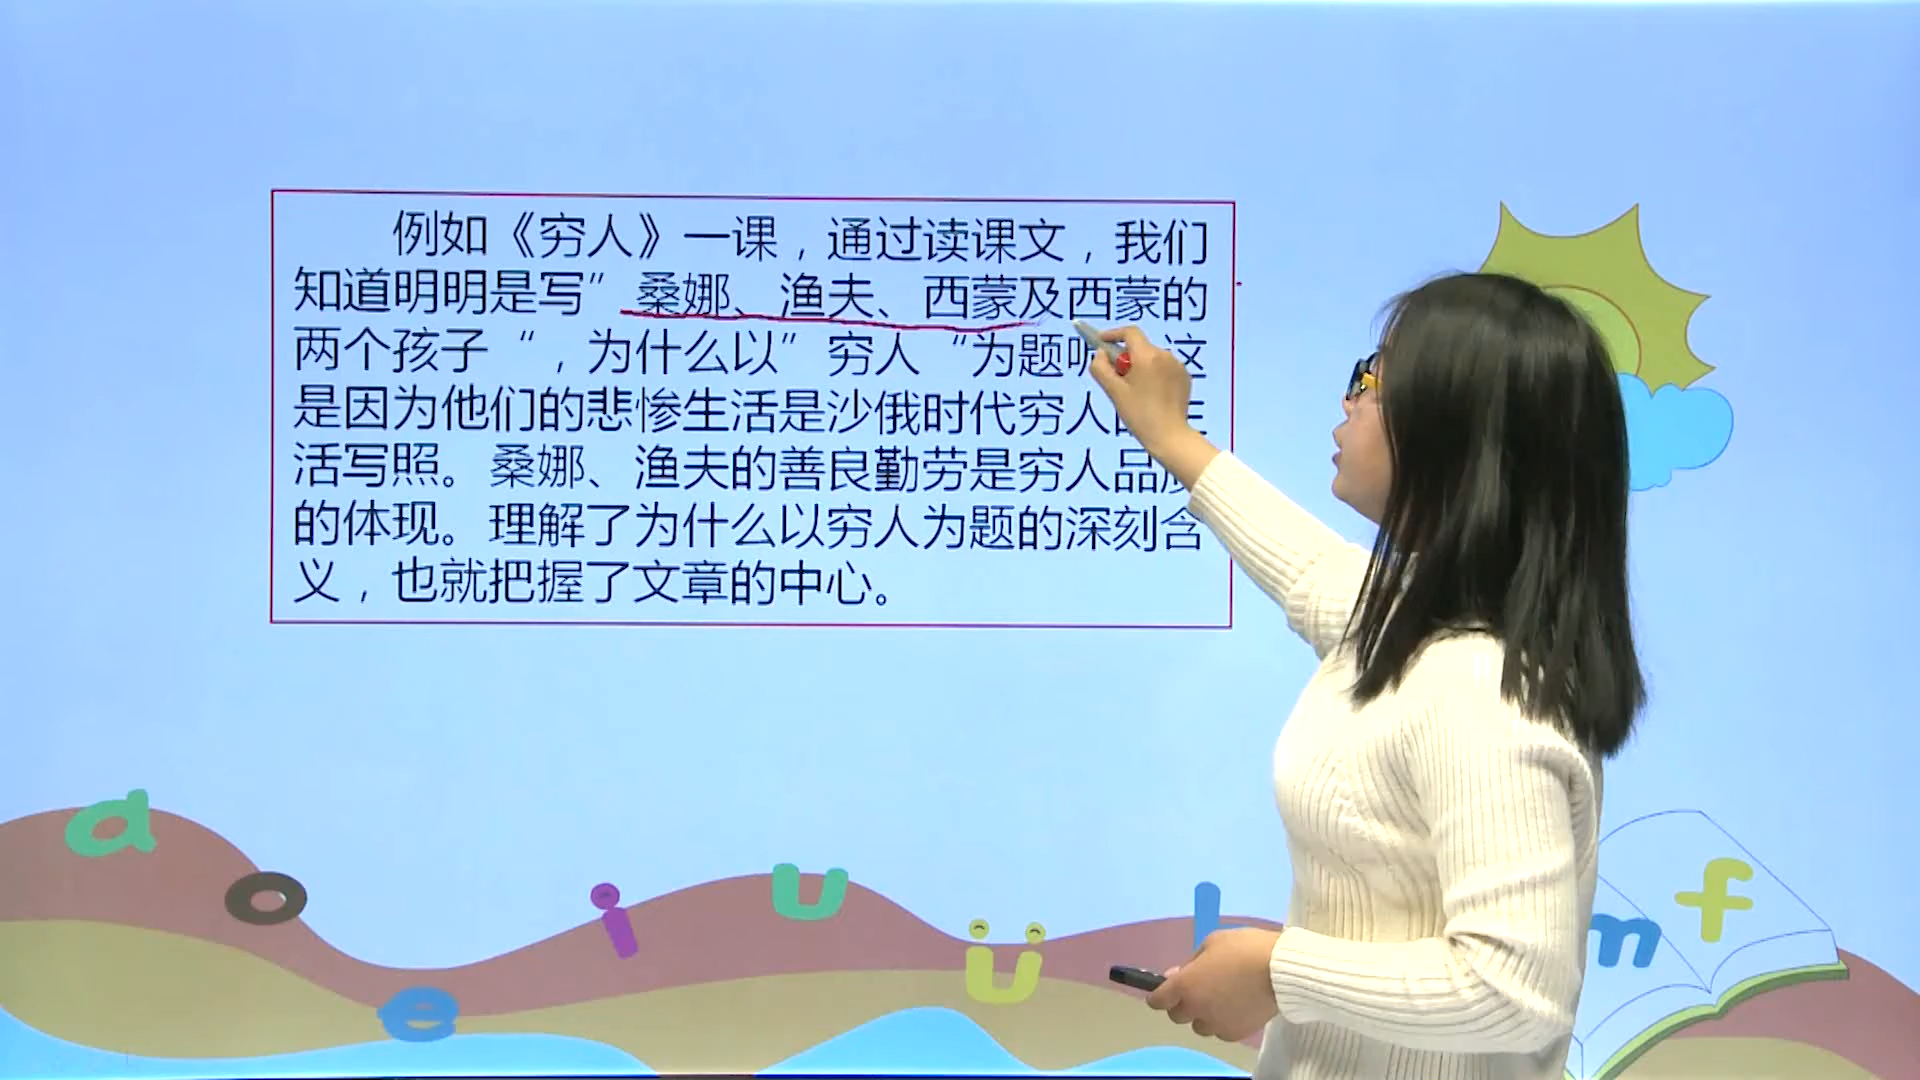 例如《穷人》一课，通过读课文，我们
知道明明是写”桑娜、渔夫、西蒙及西蒙的
两个孩子“，为什么以”穷人“为题 这
是因为他们的悲惨生活是沙俄时代穷人
活写照。桑娜、渔夫的善良勤劳是穷人品质
的体现。理解了为什么以穷人为题的深刻含
义，也就把握了文章的中心。
a
o
e
i
u
ü
m
f